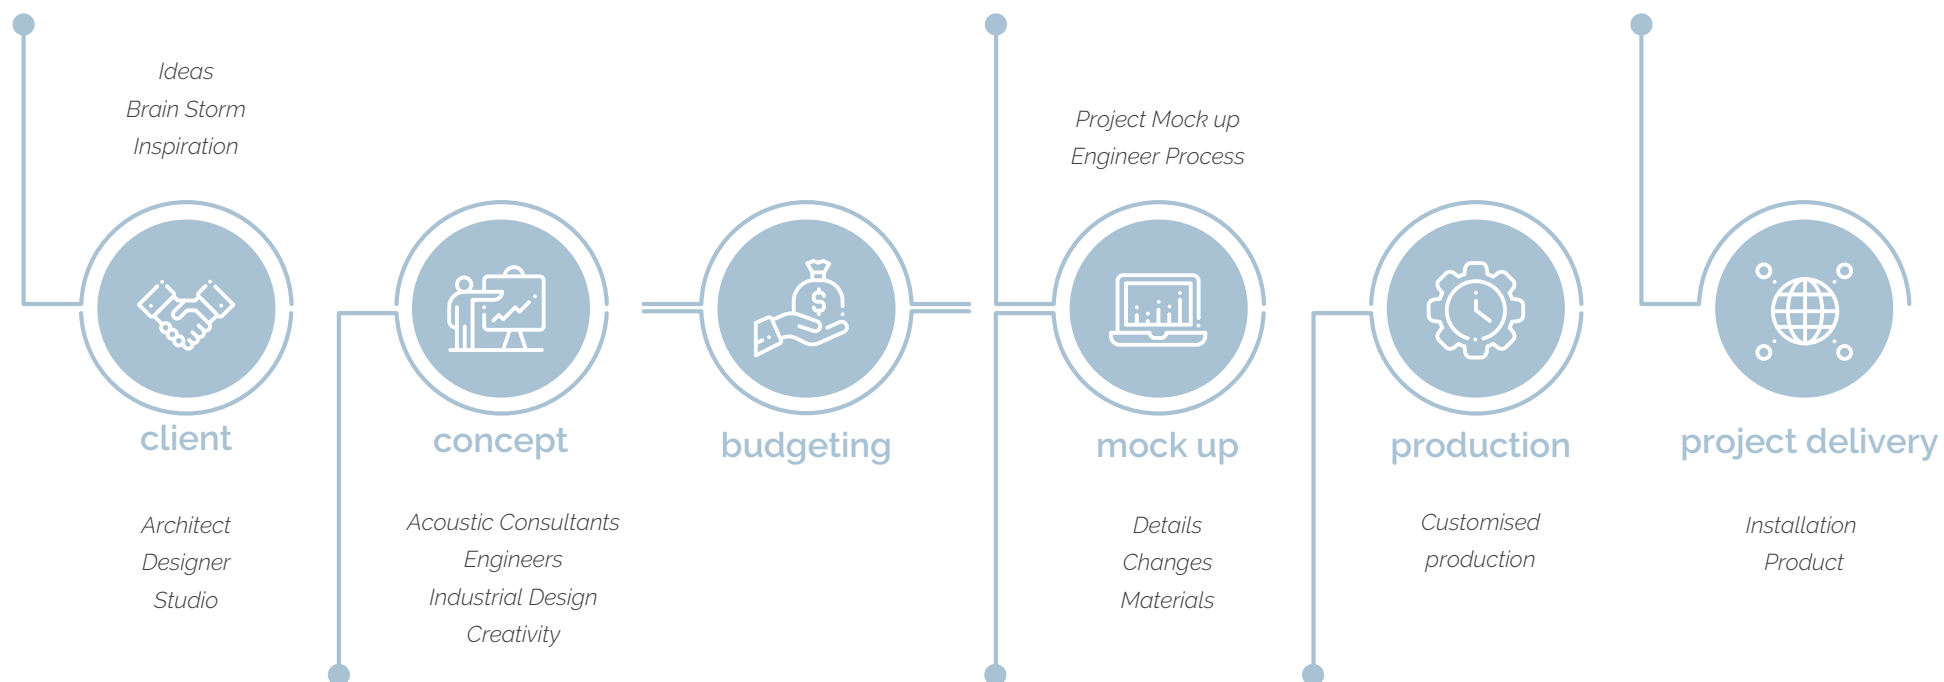 Ideas
Brain Storm
Inspiration
client
Architect
Designer
Studio
concept
Acoustic Consultants
Engineers
Industrial Design
Creativity
budgeting
Project Mock up
Engineer Process
mock up
Details
Changes
Materials
production
Customised
production
project delivery
Installation
Product